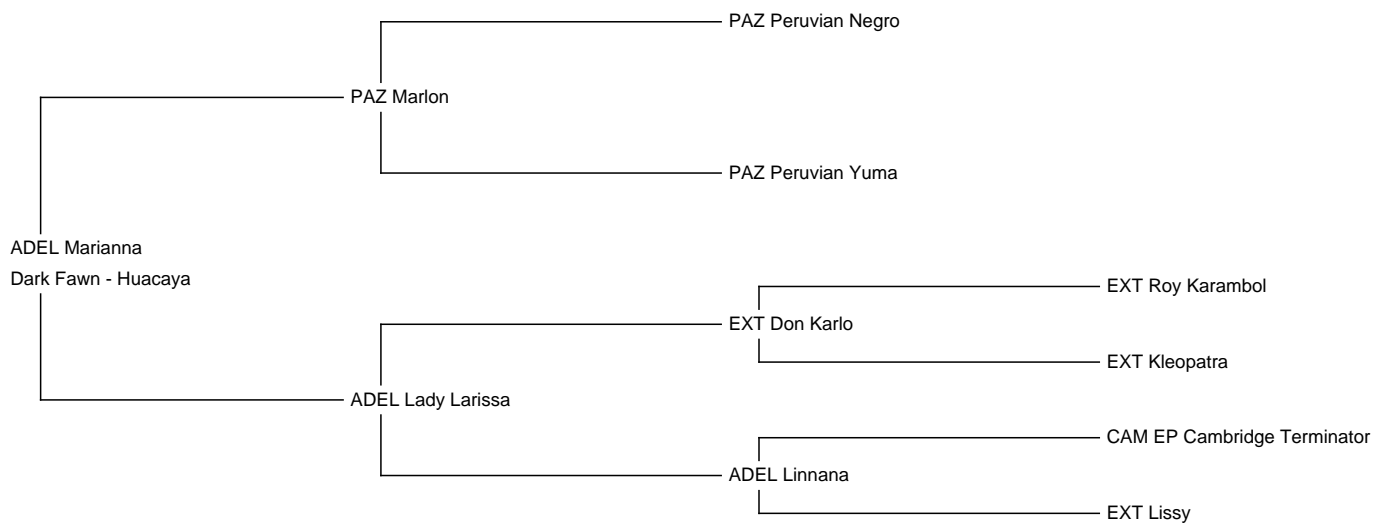 PAZ Peruvian Negro
PAZ Marlon
PAZ Peruvian Yuma
ADEL Marianna
Dark Fawn - Huacaya
EXT Roy Karambol
EXT Don Karlo
EXT Kleopatra
ADEL Lady Larissa
CAM EP Cambridge Terminator
ADEL Linnana
EXT Lissy